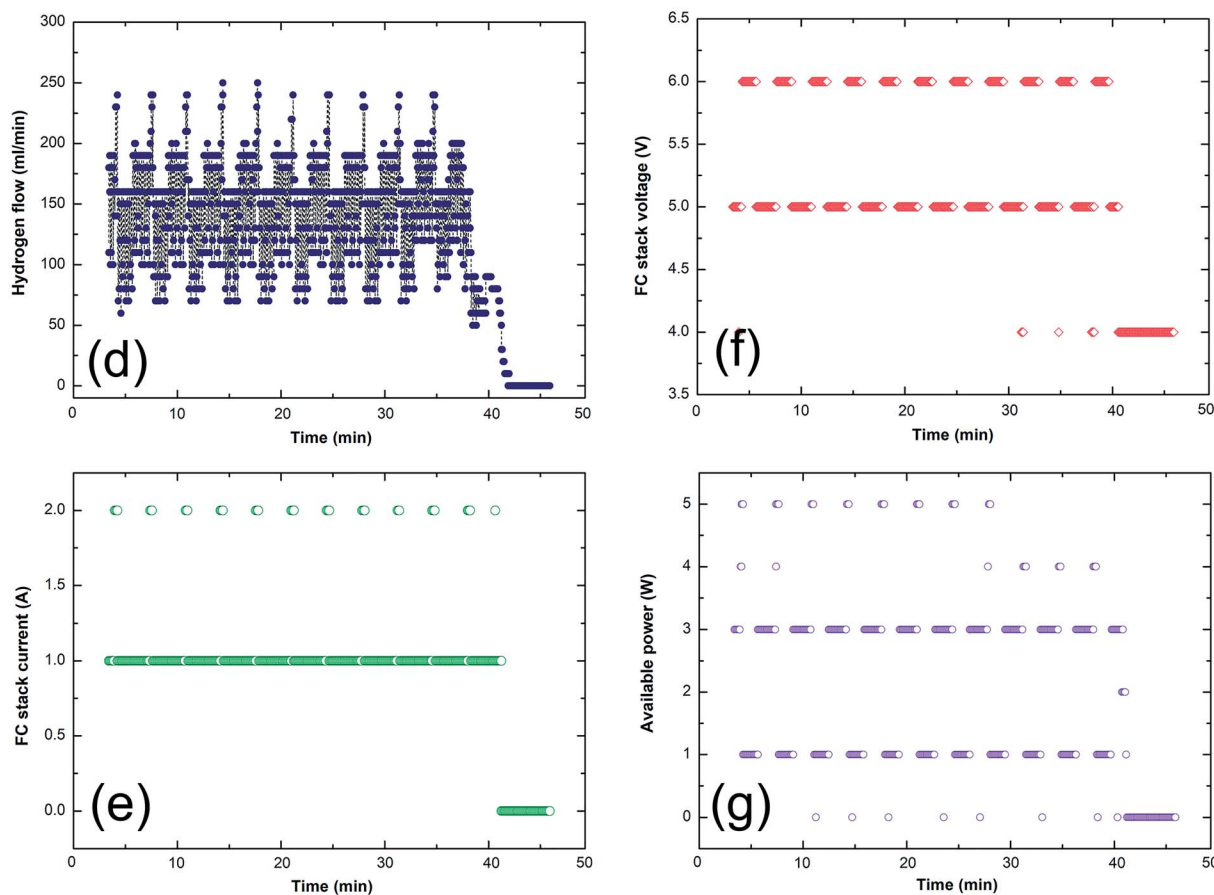 300
250
200
150
100
50
0
Hydrogen flow (ml/min)
(d)
0 10 20 30 40 50
Time (min)
6.5
6.0
5.5
5.0
4.5
4.0
3.5
FC stack voltage (V)
(f)
0 10 20 30 40 50
Time (min)
2.0
1.5
1.0
0.5
0.0
FC stack current (A)
(e)
0 10 20 30 40 50
Time (min)
5
4
3
2
1
0
Available power (W)
(g)
0 10 20 30 40 50
Time (min)